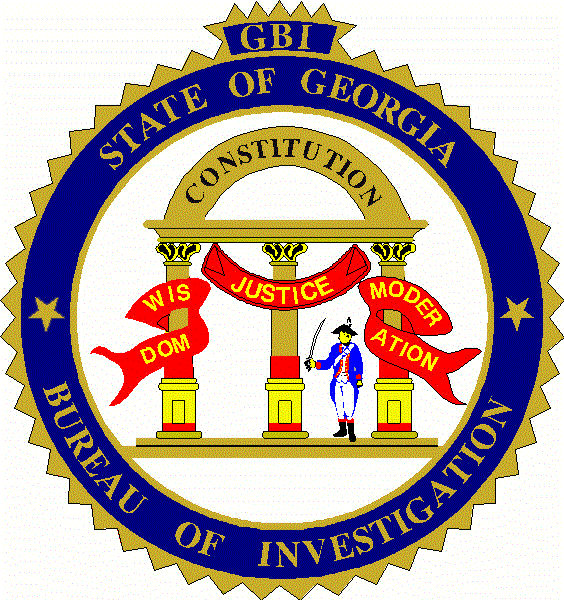 GBI
STATE OF GEORGIA
CONSTITUTION
WIS
DOM
JUSTICE
MODER
ATION
BUREAU OF INVESTIGATION